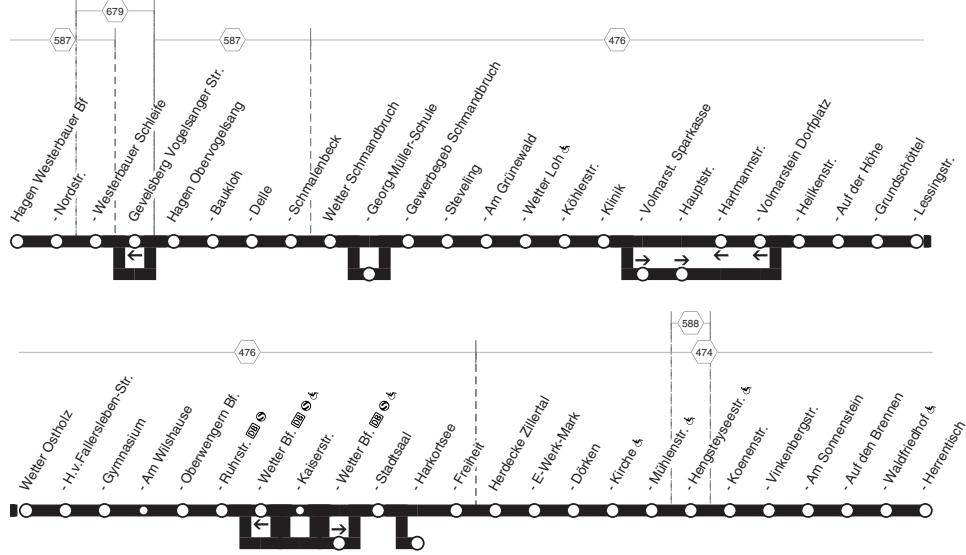 679
587
587
476
Hagen Westerbauer Bf
- Nordstr.
- Westerbauer Schleife
Gevelsberg Vogelsanger Str.
Hagen Obervogelsang
- Baukloh
- Delle
- Schmalenbeck
Wetter Schmandbruch
- Georg-Müller-Schule
- Gewerbegeb Schmandbruch
- Steveling
- Am Grünewald
- Wetter Loh
- Köhlerstr.
- Klinik
- Volmarst. Sparkasse
- Hauptstr.
- Hartmannstr.
- Volmarstein Dorfplatz
- Heilkenstr.
- Auf der Höhe
- Grundschöttel
- Lessingstr.
588
476
474
Wetter Ostholz
- H.v.Fallersleben-Str.
- Gymnasium
- Am Wilshause
- Oberwengern Bf.
- Ruhrstr. DB S
- Wetter Bf. DB S
- Kaiserstr.
- Wetter Bf. DB S
- Stadtsaal
- Harkortsee
- Freiheit
Herdecke Zillertal
- E-Werk-Mark
- Dörken
- Kirche
- Mühlenstr.
- Hengsteyseestr.
- Koenenstr.
- Vinkenbergstr.
- Am Sonnenstein
- Auf den Brennen
- Waldfriedhof
- Herrentisch